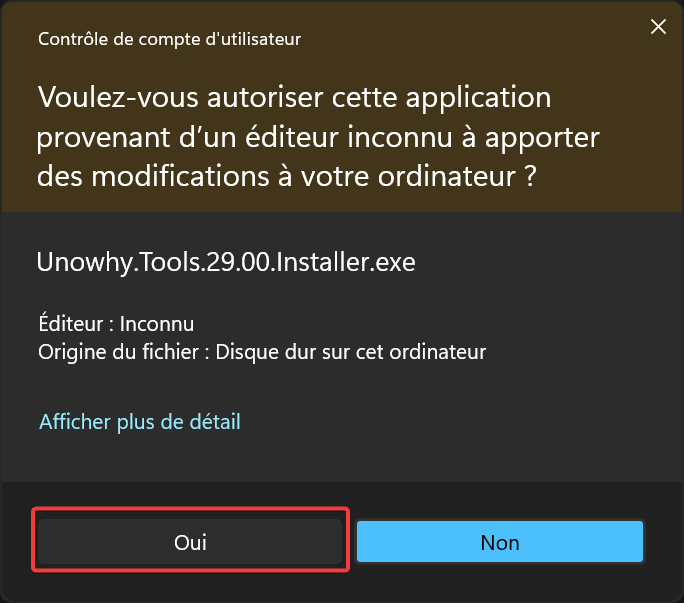 Contrôle de compte d'utilisateur
Voulez-vous autoriser cette application
provenant d’un éditeur inconnu à apporter
des modifications à votre ordinateur ?
Unowhy.Tools.29.00.Installer.exe
Éditeur : Inconnu
Origine du fichier : Disque dur sur cet ordinateur
Afficher plus de détail
Oui
Non